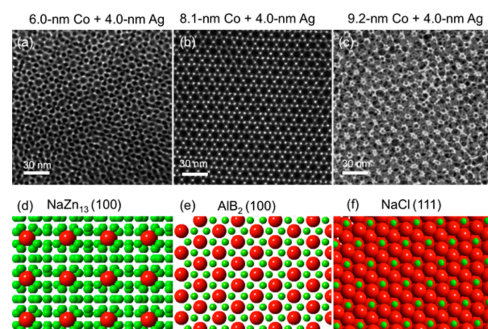 6.0-nm Co + 4.0-nm Ag
8.1-nm Co + 4.0-nm Ag
9.2-nm Co + 4.0-nm Ag
(a)
(b)
(c)
30 nm
30 nm
30 nm
(d) NaZn₁₃ (100)
(e) AlB₂ (100)
(f) NaCl (111)